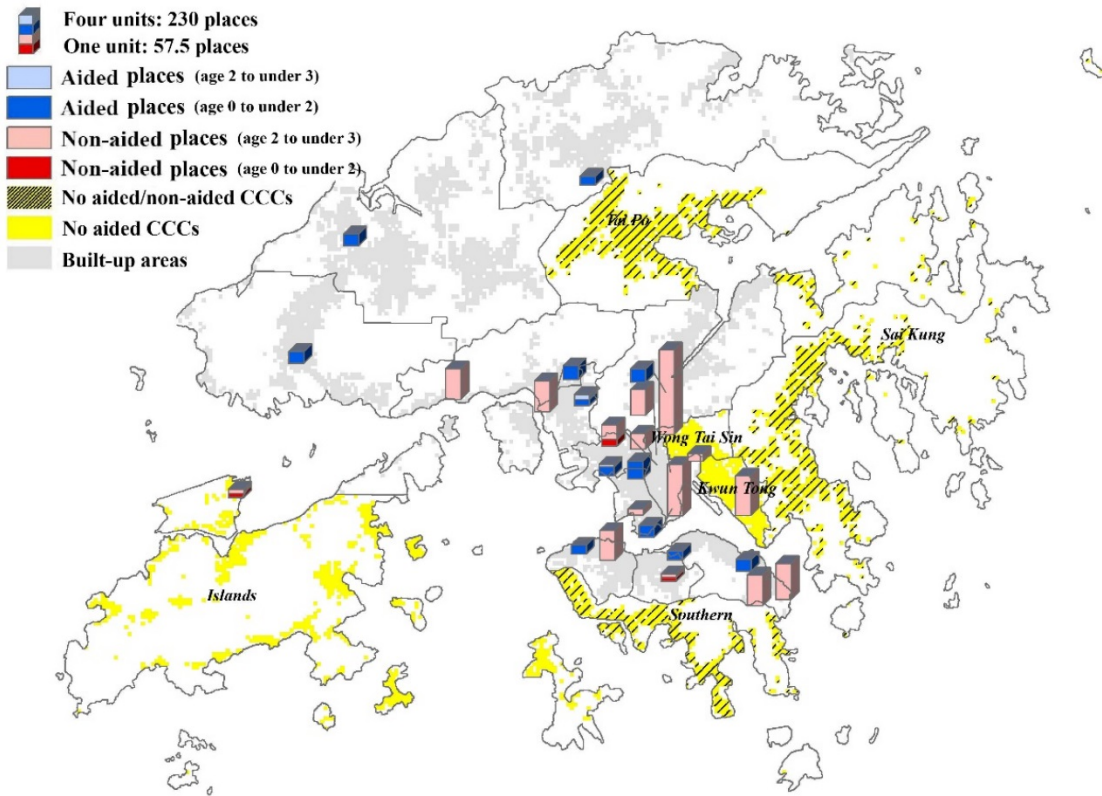 Four units: 230 places
One unit: 57.5 places
Aided places (age 2 to under 3)
Aided places (age 0 to under 2)
Non-aided places (age 2 to under 3)
Non-aided places (age 0 to under 2)
No aided/non-aided CCCs
No aided CCCs
Built-up areas
Tai Po
Sai Kung
Wong Tai Sin
Kwun Tong
Islands
Southern